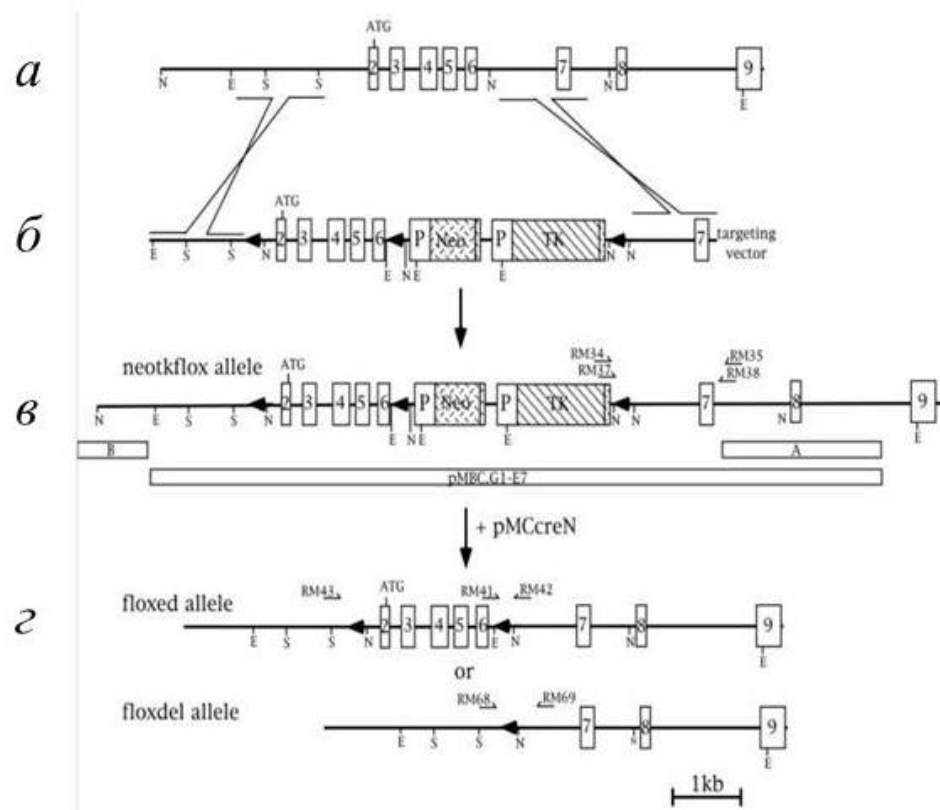 ATG
а 2 3 4 5 6 7 8 9
N E S S N N E
ATG
б 2 3 4 5 6 P Neo P TK 7 targeting vector
E S S N E N E E N N
RM34 RM35
neotkflox allele ATG RM37 RM38
в 2 3 4 5 6 P Neo P TK 7 8 9
N E S S N E N E E N N N E
B A
pMBC.G1-E7
+ pMCcreN
RM43 ATG RM41 RM42
г floxed allele 2 3 4 5 6 7 8 9
E S S N E N N E
or
RM68 RM69
floxdel allele 7 8 9
E S S N N E
1kb